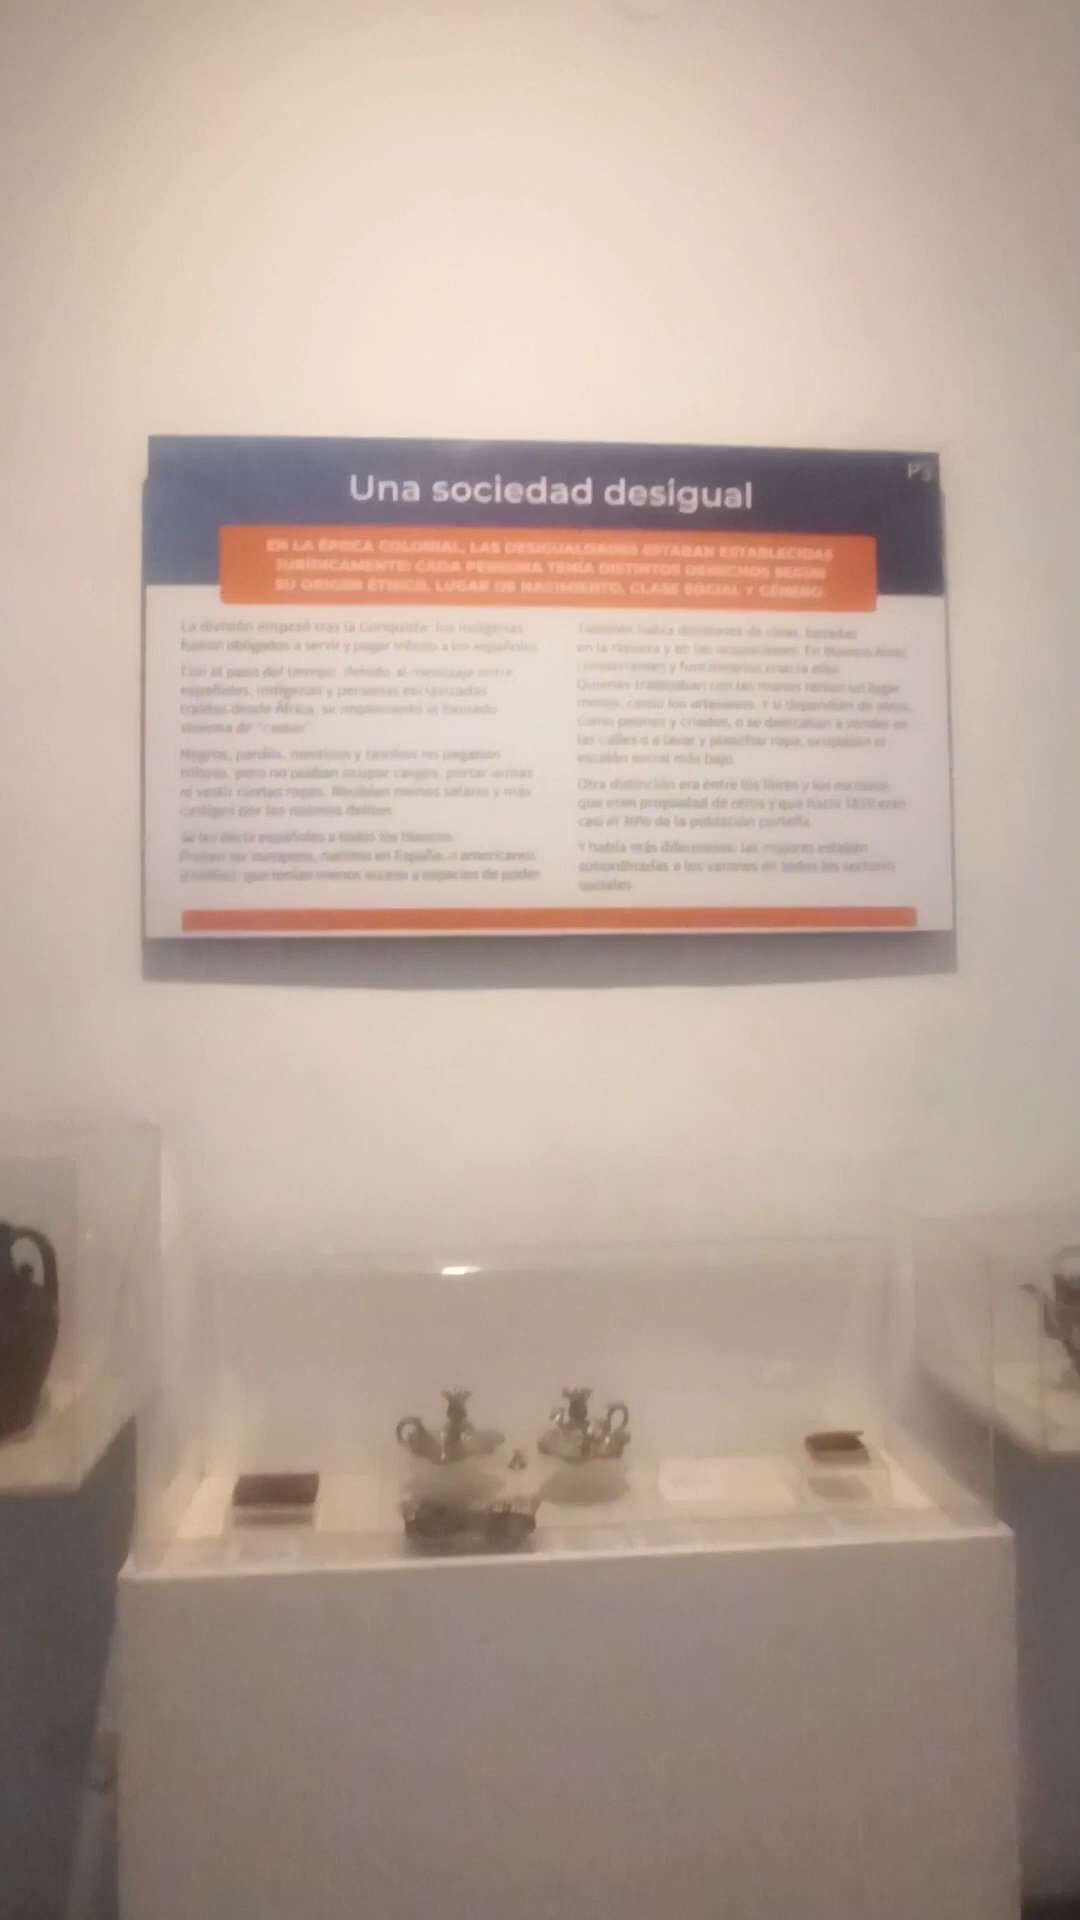 P3
Una sociedad desigual
EN LA ÉPOCA COLONIAL, LAS DESIGUALDADES ESTABAN ESTABLECIDAS
JURÍDICAMENTE: CADA PERSONA TENÍA DISTINTOS DERECHOS SEGÚN
SU ORIGEN ÉTNICO, LUGAR DE NACIMIENTO, CLASE SOCIAL Y GÉNERO.
La división empezó tras la Conquista: los indígenas
fueron obligados a servir y pagar tributo a los españoles.
Con el paso del tiempo, debido al mestizaje entre
españoles, indígenas y personas esclavizadas
traídas desde África, se implementó el llamado
sistema de "castas".
Negros, pardos, mestizos y zambos no pagaban
tributo, pero no podían ocupar cargos, portar armas
ni vestir ciertas ropas. Recibían menos salario y más
castigos por los mismos delitos.
Se les decía españoles a todos los blancos.
Podían ser europeos, nacidos en España, o americanos
que tenían menos acceso a espacios de poder
También había divisiones de clase, basadas
en la riqueza y en las ocupaciones. En Buenos Aires,
comerciantes y funcionarios eran la elite.
Quienes trabajaban con las manos tenían un lugar
menor, como los artesanos. Y si dependían de otros,
como peones y criados, o se dedicaban a vender en
las calles o a lavar y planchar ropa, ocupaban el
escalón social más bajo.
Otra distinción era entre los libres y los esclavos,
que eran propiedad de otros y que hacia 1810 eran
casi el 30% de la población porteña.
Y había más diferencias: las mujeres estaban
subordinadas a los varones en todos los sectores
sociales.